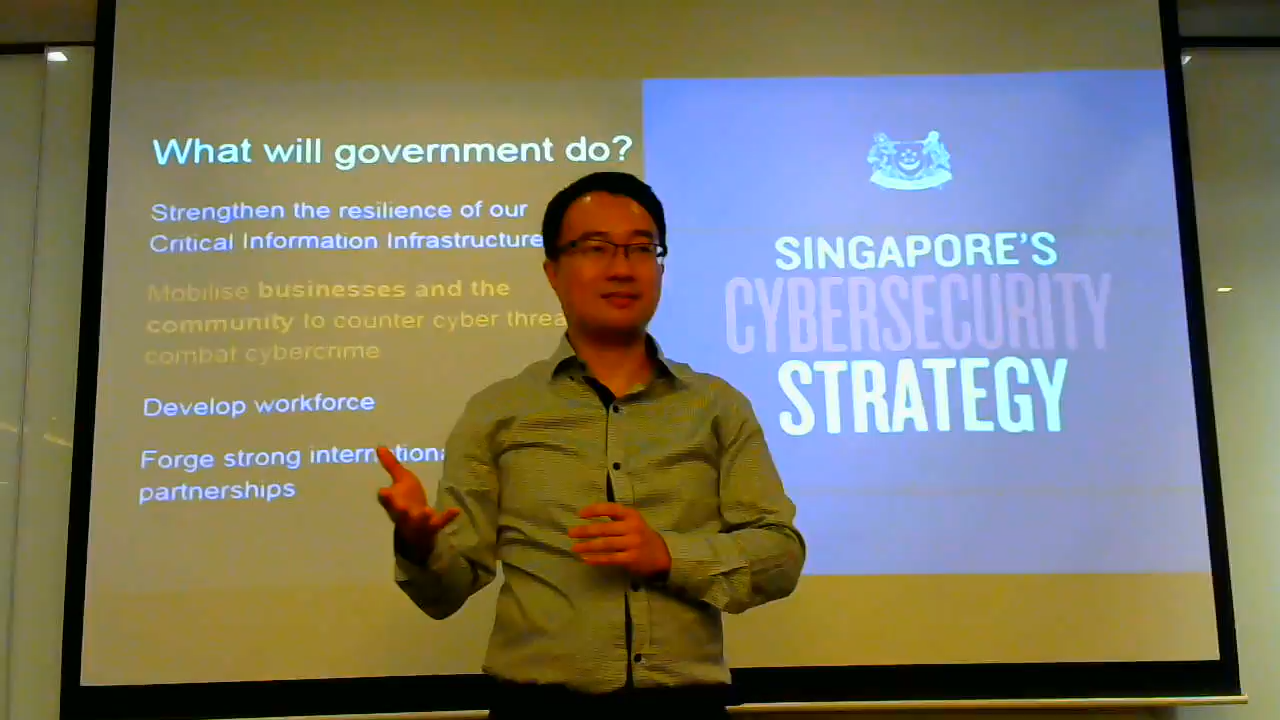 What will government do?
Strengthen the resilience of our
Critical Information Infrastructure
Mobilise businesses and the
community to counter cyber
combat cybercrime
Develop workforce
Forge strong
partnerships
SINGAPORE'S
CYBERSECURITY
STRATEGY